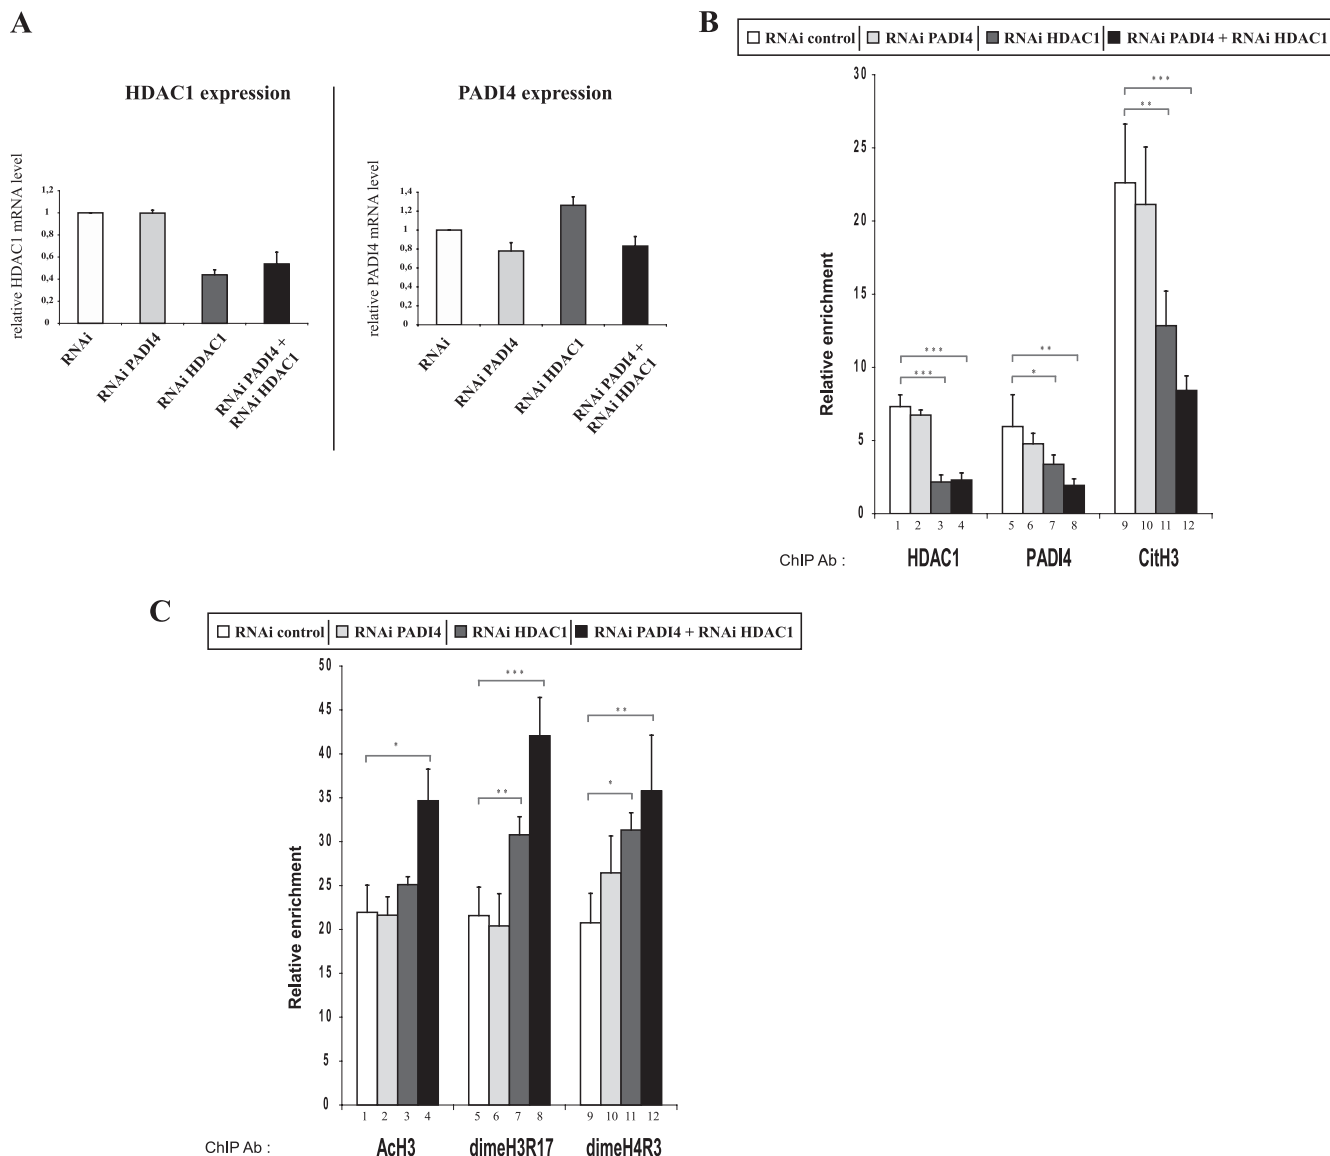 A
HDAC1 expression
relative HDAC1 mRNA level
1,2
1
0,8
0,6
0,4
0,2
0
RNAi
RNAi PADI4
RNAi HDAC1
RNAi PADI4 +
RNAi HDAC1
PADI4 expression
relative PADI4 mRNA level
1,4
1,2
1
0,8
0,6
0,4
0,2
0
RNAi
RNAi PADI4
RNAi HDAC1
RNAi PADI4 +
RNAi HDAC1
B
RNAi control RNAi PADI4 RNAi HDAC1 RNAi PADI4 + RNAi HDAC1
Relative enrichment
30
25
20
15
10
5
0
***
***
*
**
**
***
1 2 3 4 5 6 7 8 9 10 11 12
ChIP Ab : HDAC1 PADI4 CitH3
C
RNAi control RNAi PADI4 RNAi HDAC1 RNAi PADI4 + RNAi HDAC1
Relative enrichment
50
45
40
35
30
25
20
15
10
5
0
*
***
**
**
*
1 2 3 4 5 6 7 8 9 10 11 12
ChIP Ab : AcH3 dimeH3R17 dimeH4R3